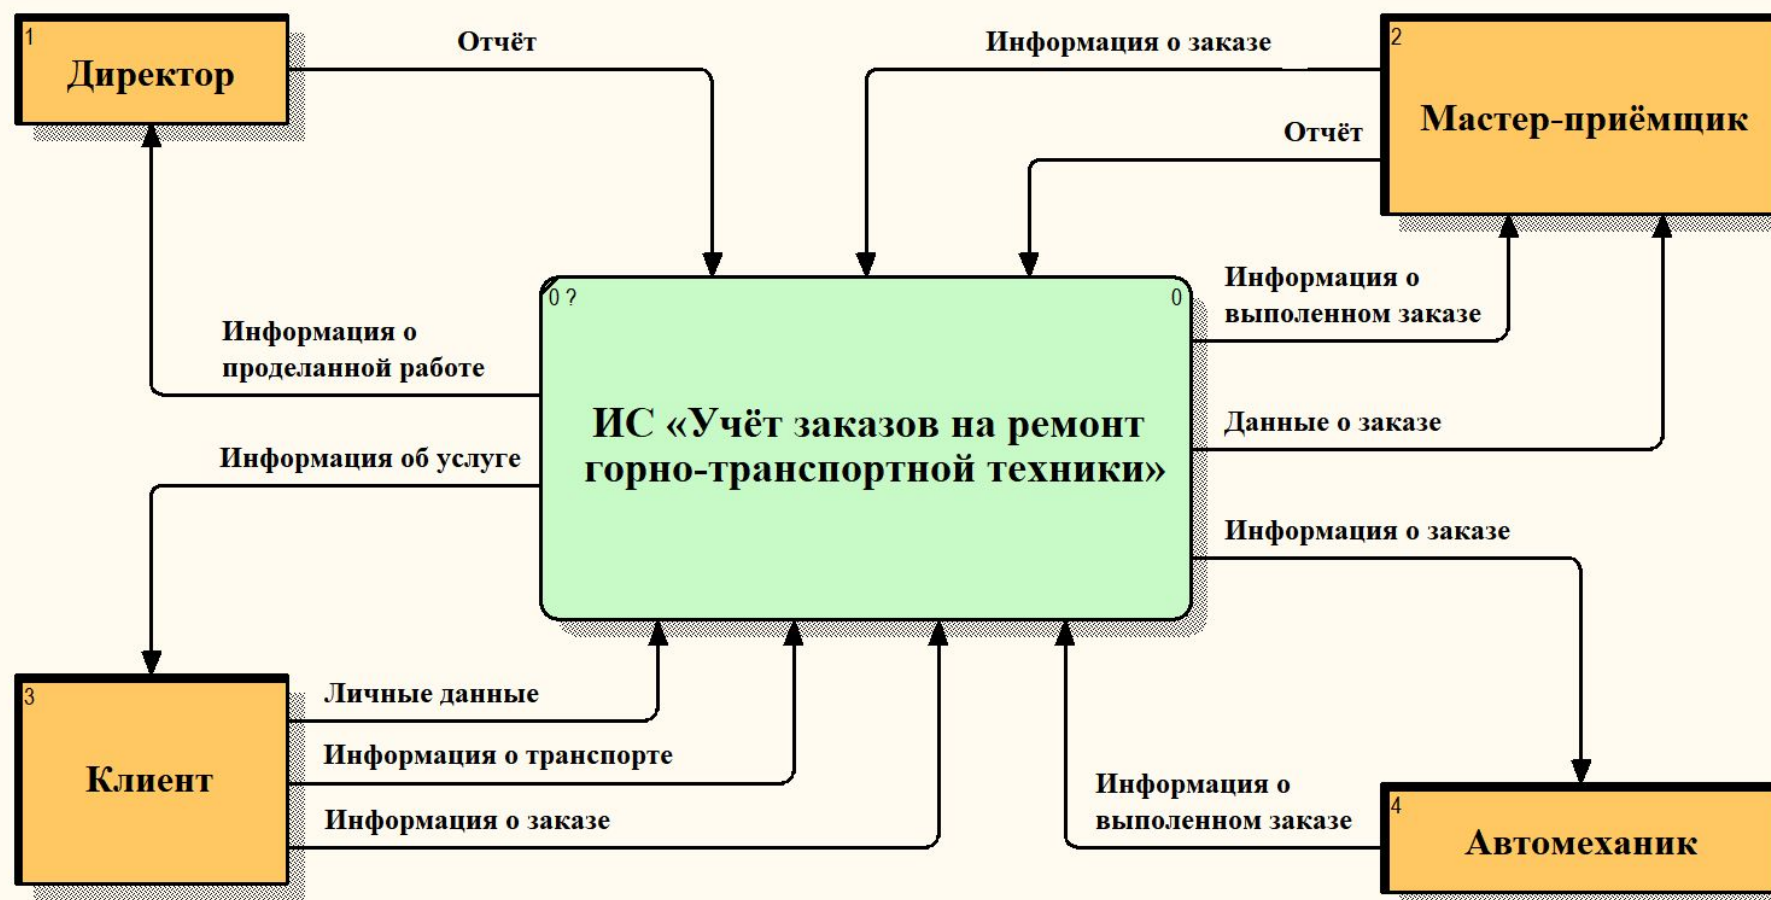 1
Директор
Отчёт
Информация о заказе
2
Мастер-приёмщик
Отчёт
Информация о
выполенном заказе
0 ?
0
Информация о
проделанной работе
ИС «Учёт заказов на ремонт
горно-транспортной техники»
Данные о заказе
Информация об услуге
Информация о заказе
3
Клиент
Личные данные
Информация о транспорте
Информация о заказе
Информация о
выполенном заказе
4
Автомеханик